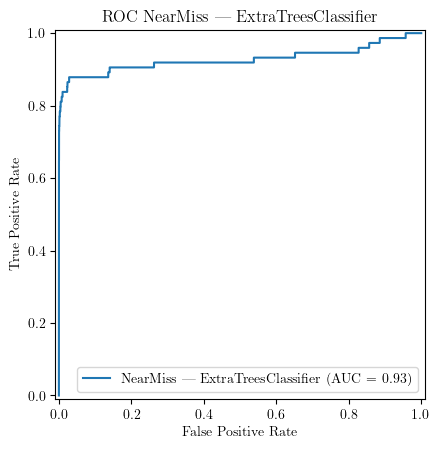 ROC NearMiss — ExtraTreesClassifier
1.0
0.8
0.6
0.4
0.2
0.0
True Positive Rate
NearMiss — ExtraTreesClassifier (AUC = 0.93)
0.0 0.2 0.4 0.6 0.8 1.0
False Positive Rate